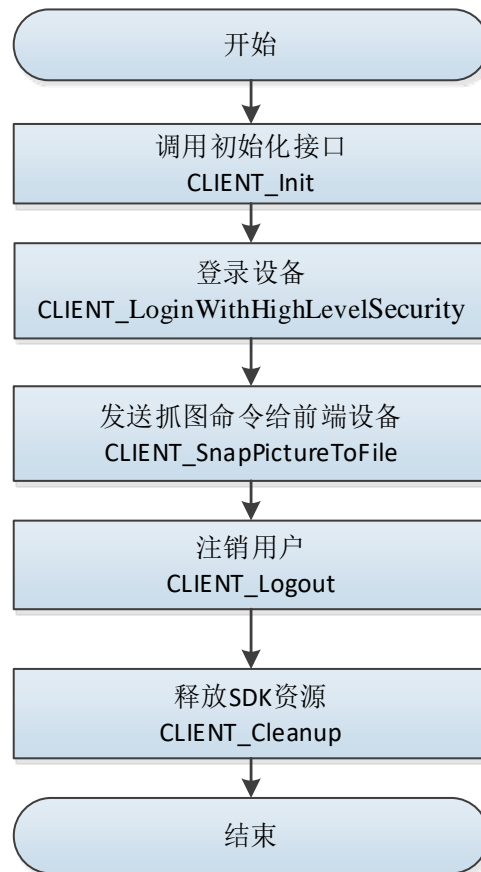 开始
调用初始化接口
CLIENT_Init
登录设备
CLIENT_LoginWithHighLevelSecurity
发送抓图命令给前端设备
CLIENT_SnapPictureToFile
注销用户
CLIENT_Logout
释放SDK资源
CLIENT_Cleanup
结束